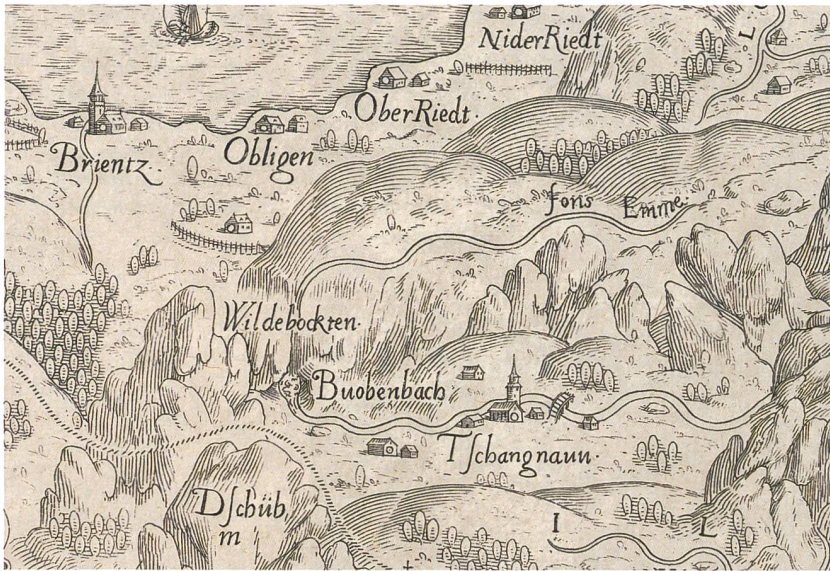 NiderRiedt
L
OberRiedt.
Brientz.
Obligen
fons Emme.
Wildebockten.
Buobenbach
Tschangnaun.
Dschüb
m
I L